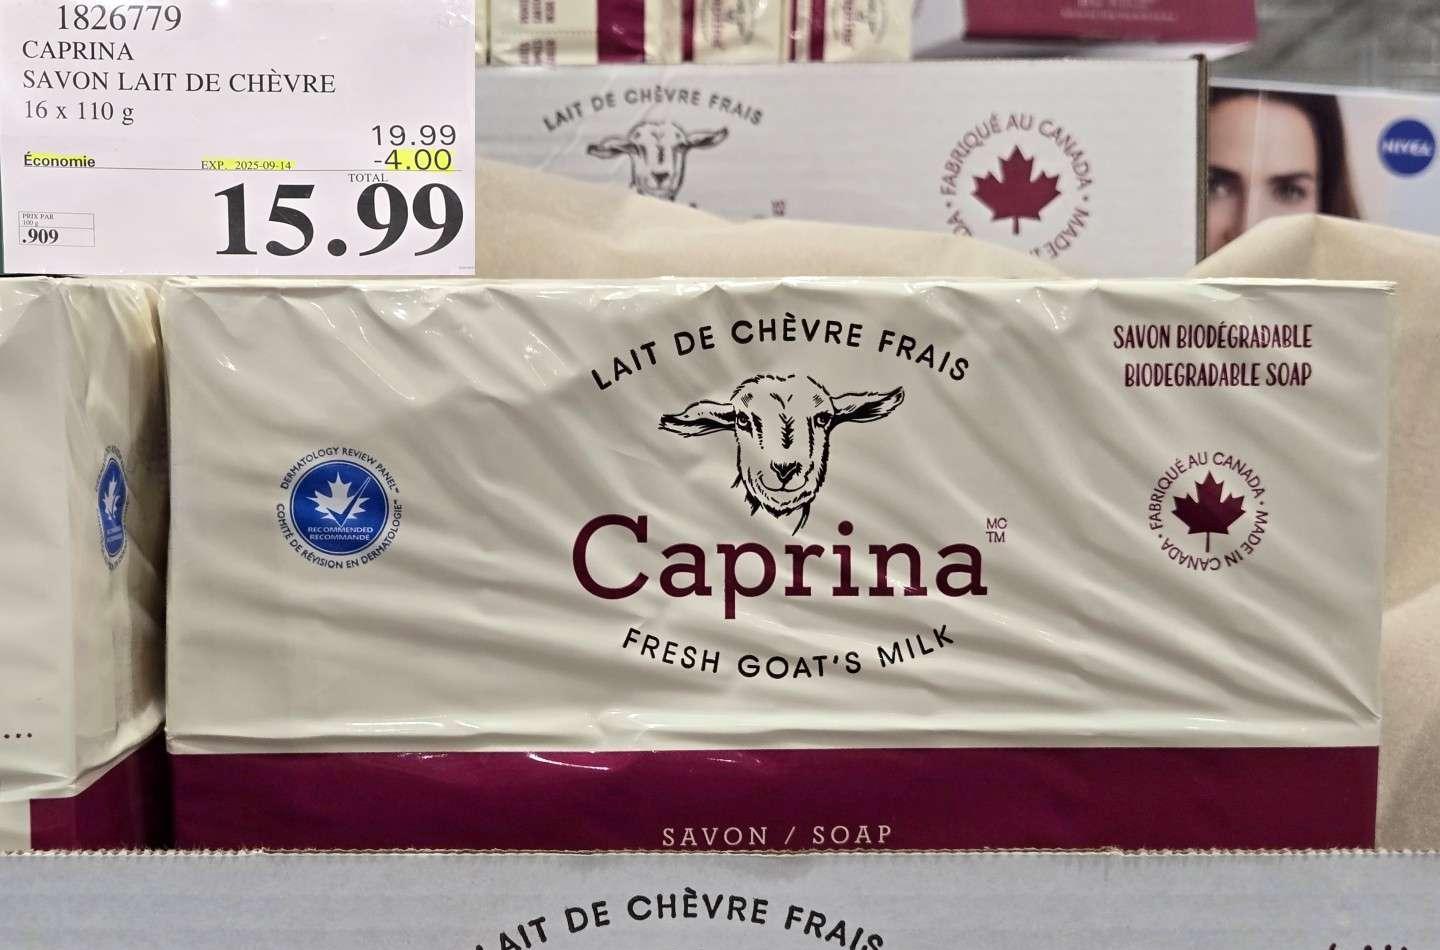 1826779
CAPRINA
SAVON LAIT DE CHÈVRE
16 x 110 g
19.99
Économie EXP. 2025-09-14 -4.00
TOTAL
15.99
PRIX PAR
100 g
.909
LAIT DE CHÈVRE FRAIS
FABRIQUÉ AU CANADA • MADE IN
NIVEA
LAIT DE CHÈVRE FRAIS
SAVON BIODÉGRADABLE
BIODEGRADABLE SOAP
DERMATOLOGY REVIEW PANEL™
RECOMMENDED
RECOMMANDÉ
COMITÉ DE RÉVISION EN DERMATOLOGIE
FABRIQUÉ AU CANADA • MADE IN CANADA •
Caprina
MC
TM
FRESH GOAT'S MILK
SAVON / SOAP
LAIT DE CHÈVRE FRAIS